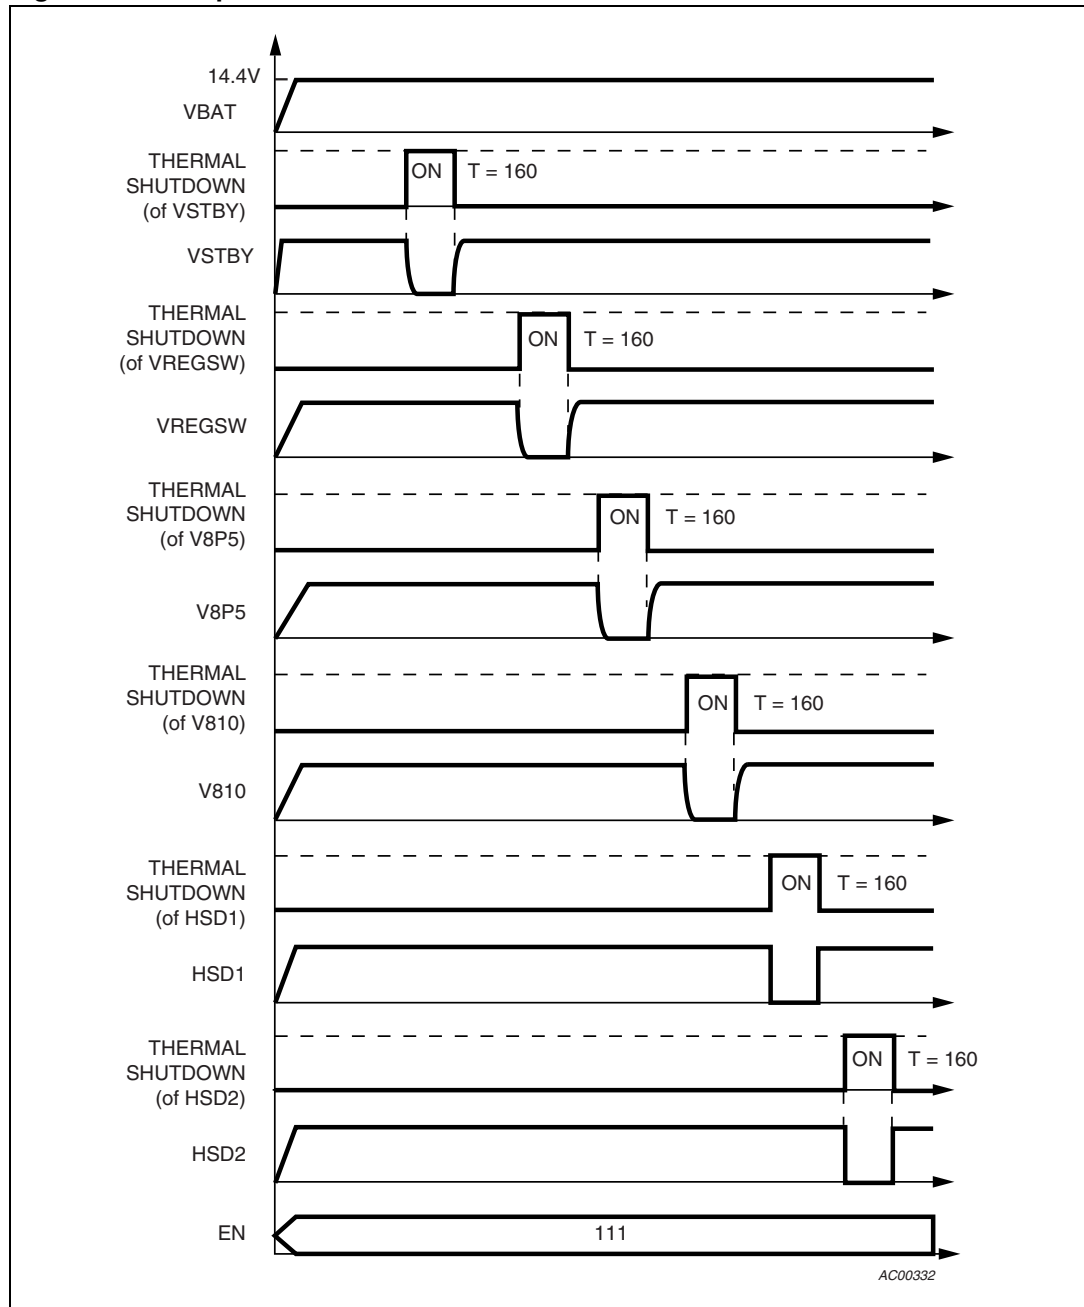 14.4V
VBAT
THERMAL
SHUTDOWN
(of VSTBY)
ON T = 160
VSTBY
THERMAL
SHUTDOWN
(of VREGSW)
ON T = 160
VREGSW
THERMAL
SHUTDOWN
(of V8P5)
ON T = 160
V8P5
THERMAL
SHUTDOWN
(of V810)
ON T = 160
V810
THERMAL
SHUTDOWN
(of HSD1)
ON T = 160
HSD1
THERMAL
SHUTDOWN
(of HSD2)
ON T = 160
HSD2
EN 111
AC00332